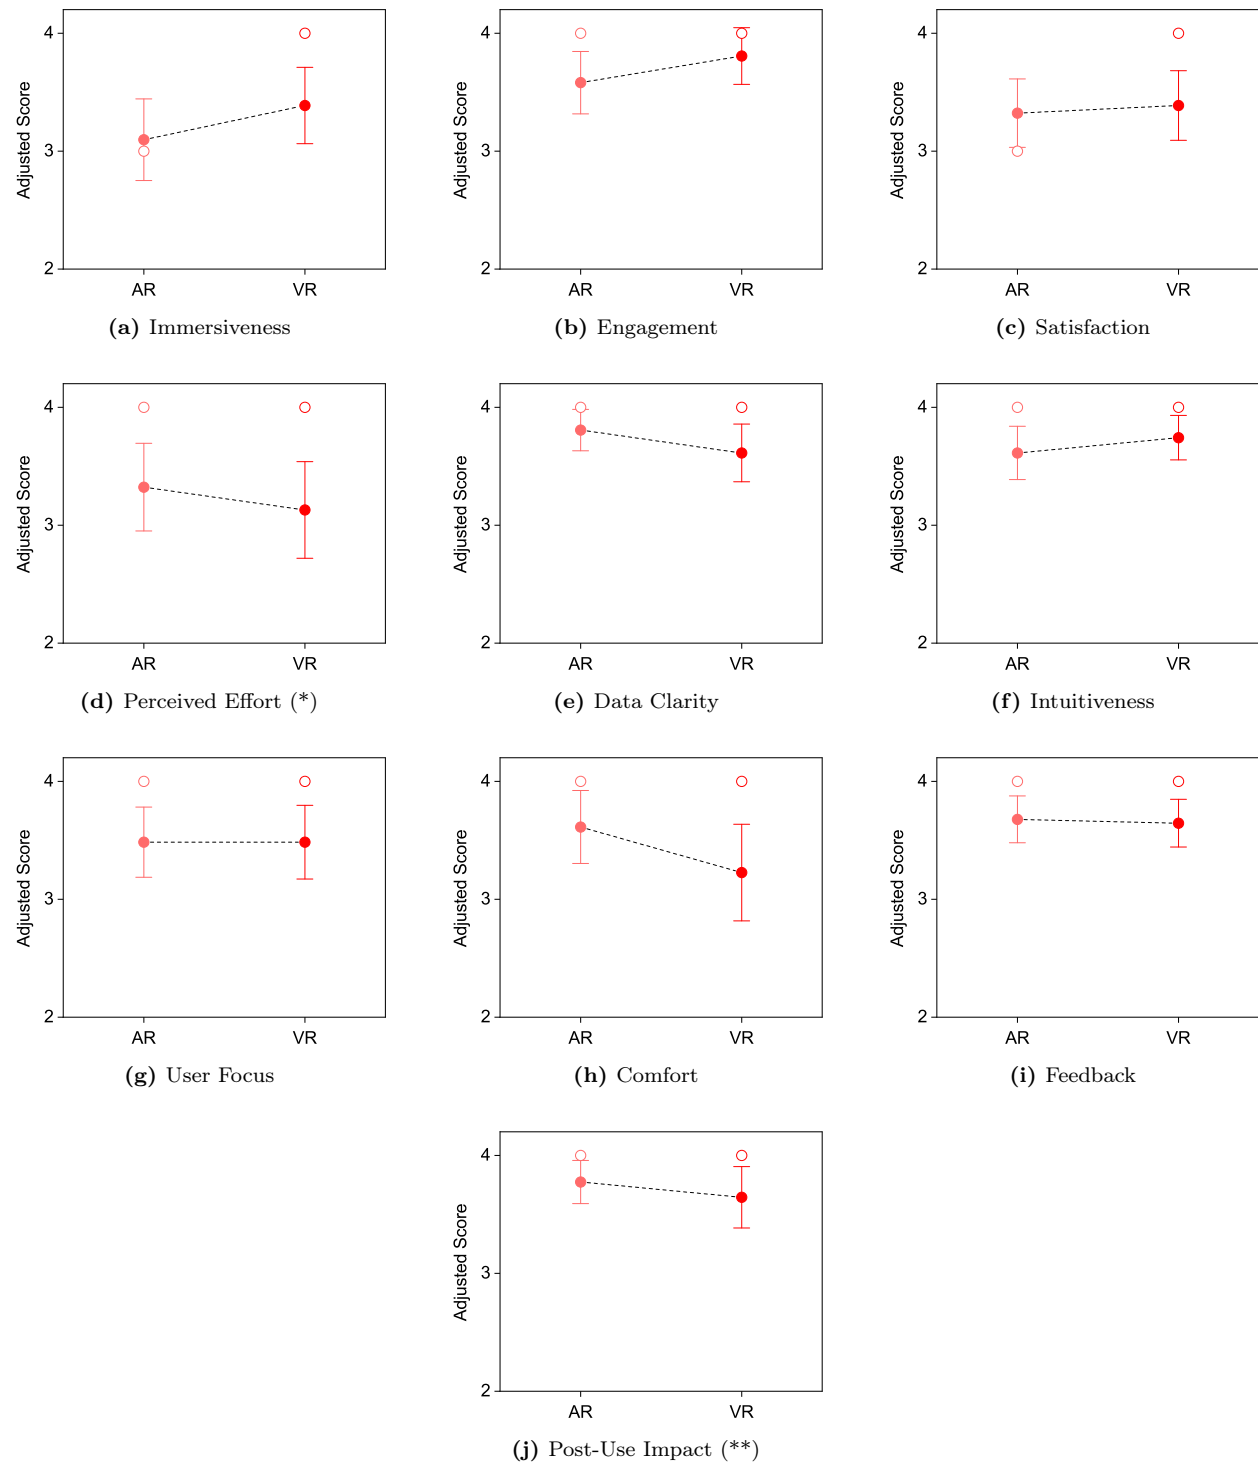 4
3
2
Adjusted Score
AR
VR
(a) Immersiveness
4
3
2
Adjusted Score
AR
VR
(b) Engagement
4
3
2
Adjusted Score
AR
VR
(c) Satisfaction
4
3
2
Adjusted Score
AR
VR
(d) Perceived Effort (*)
4
3
2
Adjusted Score
AR
VR
(e) Data Clarity
4
3
2
Adjusted Score
AR
VR
(f) Intuitiveness
4
3
2
Adjusted Score
AR
VR
(g) User Focus
4
3
2
Adjusted Score
AR
VR
(h) Comfort
4
3
2
Adjusted Score
AR
VR
(i) Feedback
4
3
2
Adjusted Score
AR
VR
(j) Post-Use Impact (**)